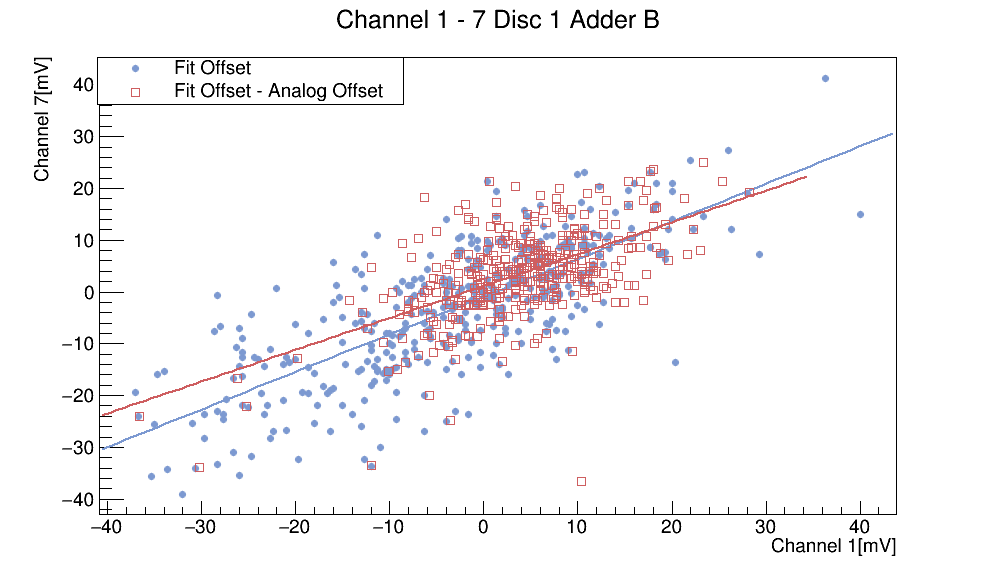 Channel 1 - 7 Disc 1 Adder B
Channel 7[mV]
Fit Offset
Fit Offset - Analog Offset
40
30
20
10
0
−10
−20
−30
−40
−40 −30 −20 −10 0 10 20 30 40
Channel 1[mV]